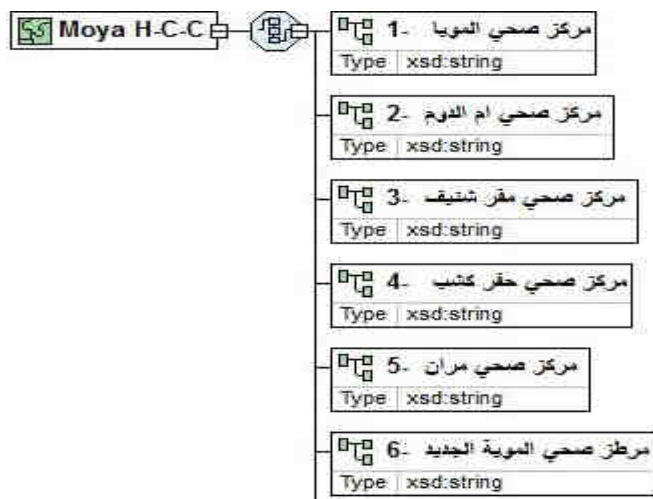 Moya H-C-C
1- مركز صحي المويا
Type xsd:string
2- مركز صحي ام الدوم
Type xsd:string
3- مركز صحي مقر شنيف
Type xsd:string
4- مركز صحي حفر كشب
Type xsd:string
5- مركز صحي مران
Type xsd:string
6- مرطز صحي الموية الجديد
Type xsd:string